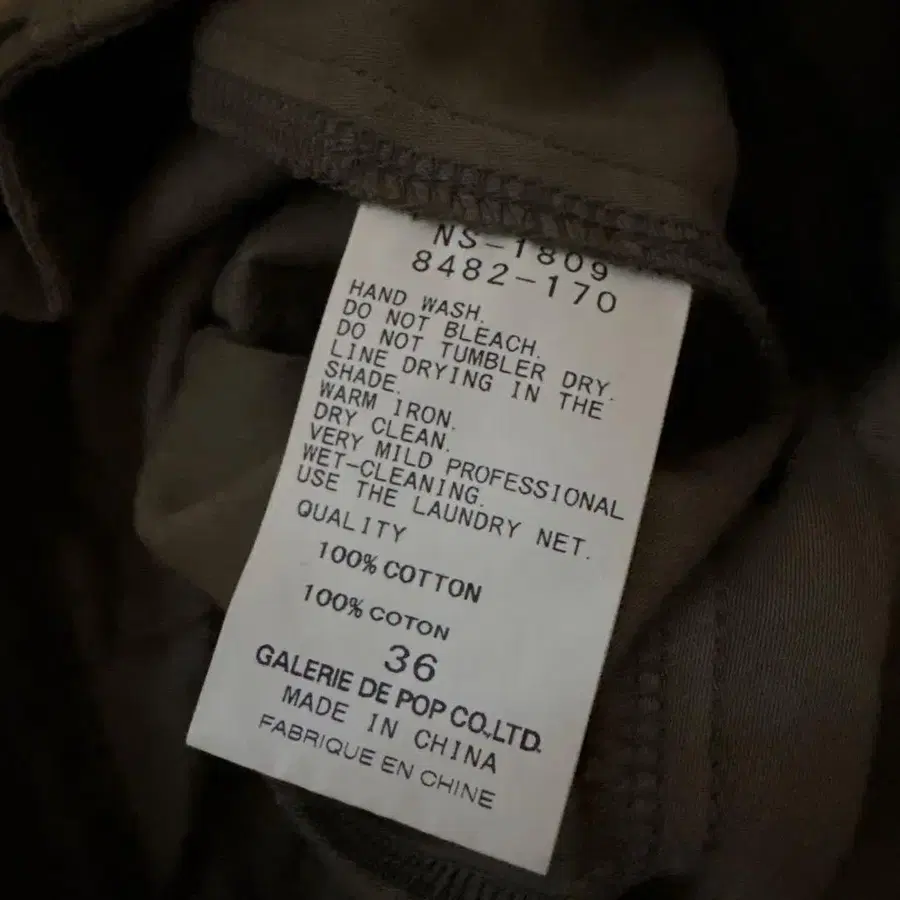 NS-1809
8482-170
HAND WASH.
DO NOT BLEACH.
DO NOT TUMBLER DRY.
LINE DRYING IN THE
SHADE.
WARM IRON.
DRY CLEAN.
VERY MILD PROFESSIONAL
WET-CLEANING.
USE THE LAUNDRY NET.
QUALITY
100% COTTON
100% COTON
36
GALERIE DE POP CO.,LTD.
MADE IN CHINA
FABRIQUE EN CHINE